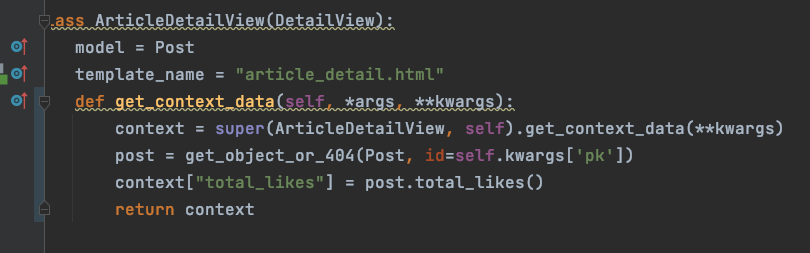 lass ArticleDetailView(DetailView):
    model = Post
    template_name = "article_detail.html"
    def get_context_data(self, *args, **kwargs):
        context = super(ArticleDetailView, self).get_context_data(**kwargs)
        post = get_object_or_404(Post, id=self.kwargs['pk'])
        context["total_likes"] = post.total_likes()
        return context